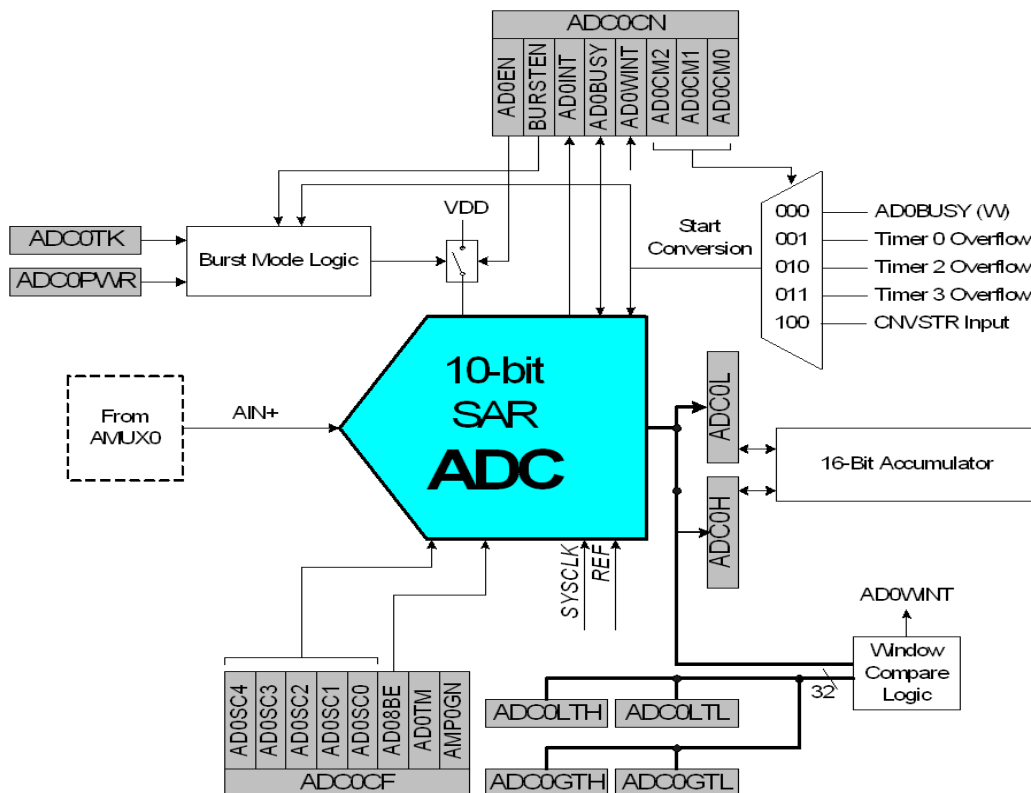 ADC0CN
AD0EN
BURSTEN
AD0INT
AD0BUSY
AD0WINT
AD0CM2
AD0CM1
AD0CM0
VDD
Start
Conversion
000
AD0BUSY (W)
001
Timer 0 Overflow
010
Timer 2 Overflow
011
Timer 3 Overflow
100
CNVSTR Input
ADC0TK
ADC0PWR
Burst Mode Logic
From
AMUX0
AIN+
10-bit
SAR
ADC
ADC0L
ADC0H
16-Bit Accumulator
SYSCLK
REF
AD0WINT
Window
Compare
Logic
32
AD0SC4
AD0SC3
AD0SC2
AD0SC1
AD0SC0
AD08BE
AD0TM
AMP0GN
ADC0CF
ADC0LTH
ADC0LTL
ADC0GTH
ADC0GTL